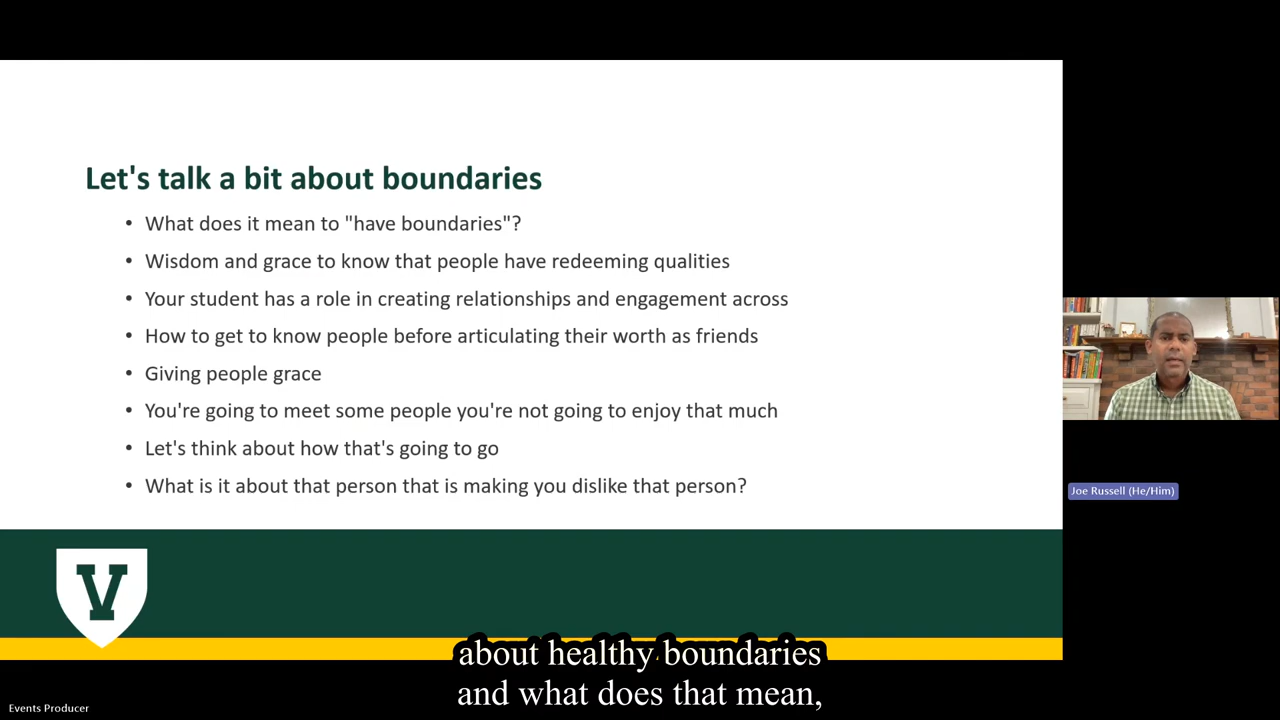 Let's talk a bit about boundaries
• What does it mean to "have boundaries"?
• Wisdom and grace to know that people have redeeming qualities
• Your student has a role in creating relationships and engagement across
• How to get to know people before articulating their worth as friends
• Giving people grace
• You're going to meet some people you're not going to enjoy that much
• Let's think about how that's going to go
• What is it about that person that is making you dislike that person?
Joe Russell (He/Him)
V
about healthy boundaries
and what does that mean,
Events Producer